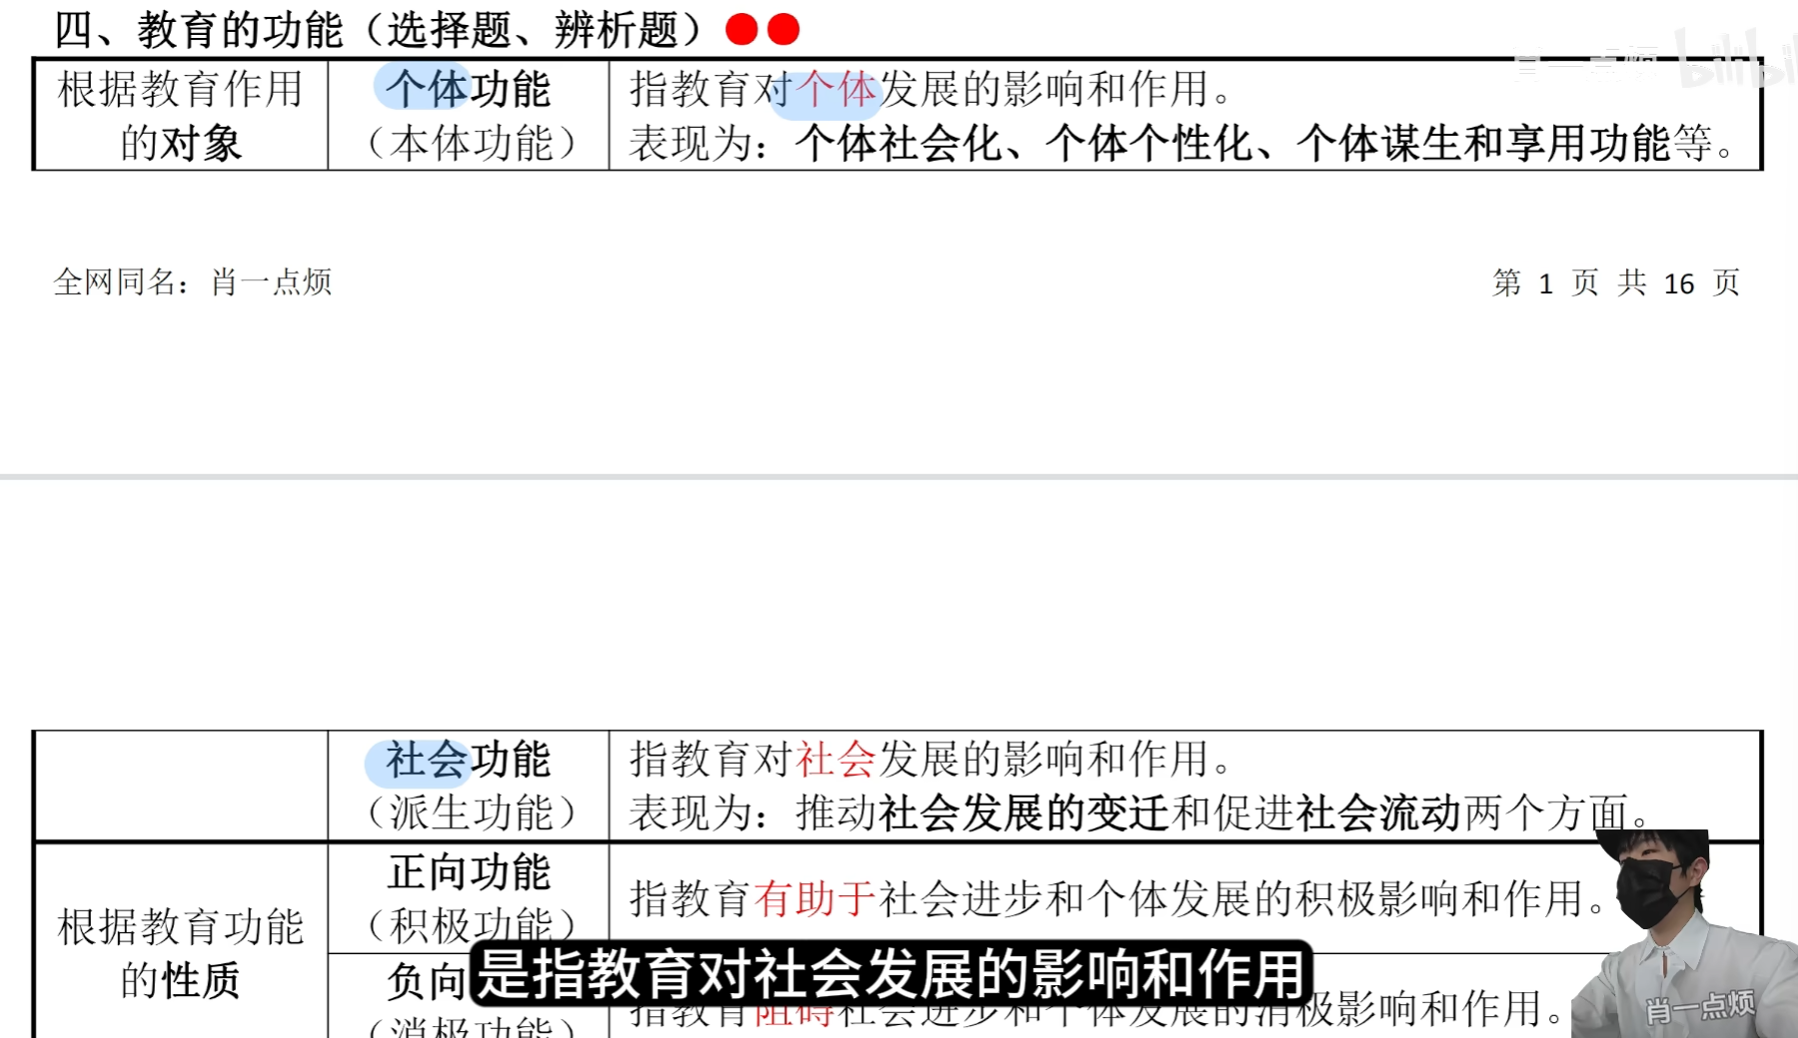 四、教育的功能（选择题、辨析题）
肖一点烦 bilibili
根据教育作用
的对象
个体功能
（本体功能）
指教育对个体发展的影响和作用。
表现为：个体社会化、个体个性化、个体谋生和享用功能等。
全网同名：肖一点烦
第 1 页 共 16 页
社会功能
（派生功能）
指教育对社会发展的影响和作用。
表现为：推动社会发展的变迁和促进社会流动两个方面。
根据教育功能
的性质
正向功能
（积极功能）
指教育有助于社会进步和个体发展的积极影响和作用。
负向
（消极功能）
指教育阻碍社会进步和个体发展的消极影响和作用。
是指教育对社会发展的影响和作用
肖一点烦